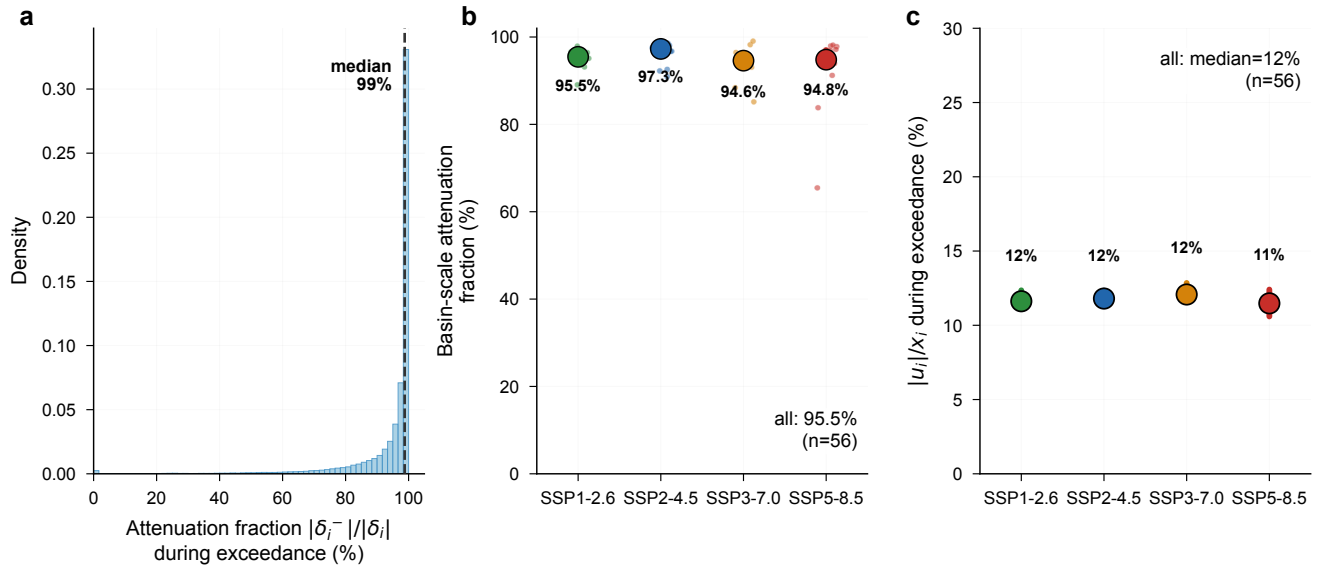 a
median
99%
0.30
0.25
0.20
0.15
0.10
0.05
0.00
Density
0 20 40 60 80 100
Attenuation fraction |δᵢ⁻|/|δᵢ|
during exceedance (%)
b
100
80
60
40
20
0
Basin-scale attenuation
fraction (%)
95.5% 97.3% 94.6% 94.8%
all: 95.5%
(n=56)
SSP1-2.6 SSP2-4.5 SSP3-7.0 SSP5-8.5
c
30
25
20
15
10
5
0
|uᵢ|/xᵢ during exceedance (%)
all: median=12%
(n=56)
12% 12% 12% 11%
SSP1-2.6 SSP2-4.5 SSP3-7.0 SSP5-8.5